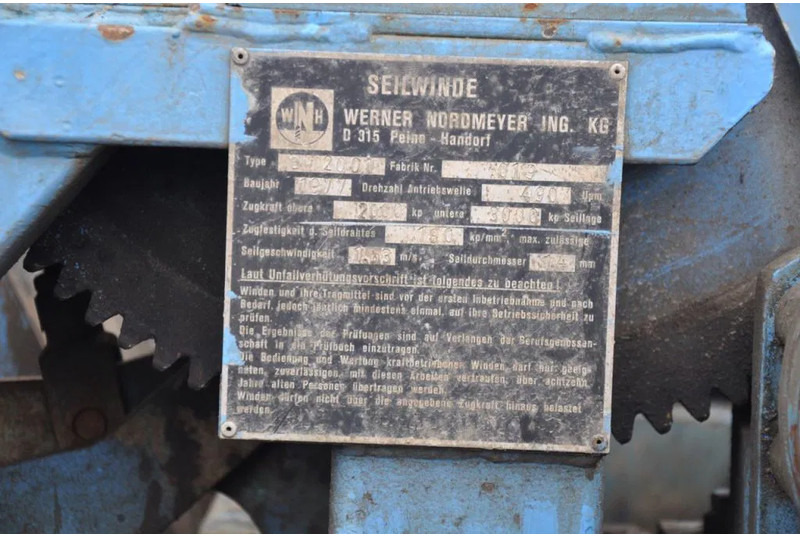 SEILWINDE
WNH
WERNER NORDMEYER ING. KG
D 315 Peine-Handorf
Type Fabrik Nr.
Baujahr 1977 Drehzahl Antriebswelle 490 Upm
Zugkraft obere kp untere 3000 kp Seillage
Zugfestigkeit d. Seildrahtes kp/mm² max. zulässige
Seilgeschwindigkeit m/s Seildurchmesser mm
Laut Unfallverhütungsvorschrift ist folgendes zu beachten!
Winden und ihre Tragmittel sind vor der ersten Inbetriebnahme und nach
Bedarf, jedoch jährlich mindestens einmal, auf ihre Betriebssicherheit zu
prüfen.
Die Ergebnisse der Prüfungen sind auf Verlangen der Berufsgenossen-
schaft in ein Prüfbuch einzutragen.
Die Bedienung und Wartung kraftbetriebener Winden darf nur geeig-
neten, zuverlässigen, mit diesen Arbeiten vertrauten, über achtzehn
Jahre alten Personen übertragen werden.
Winden dürfen nicht über die angegebene Zugkraft hinaus belastet
werden.